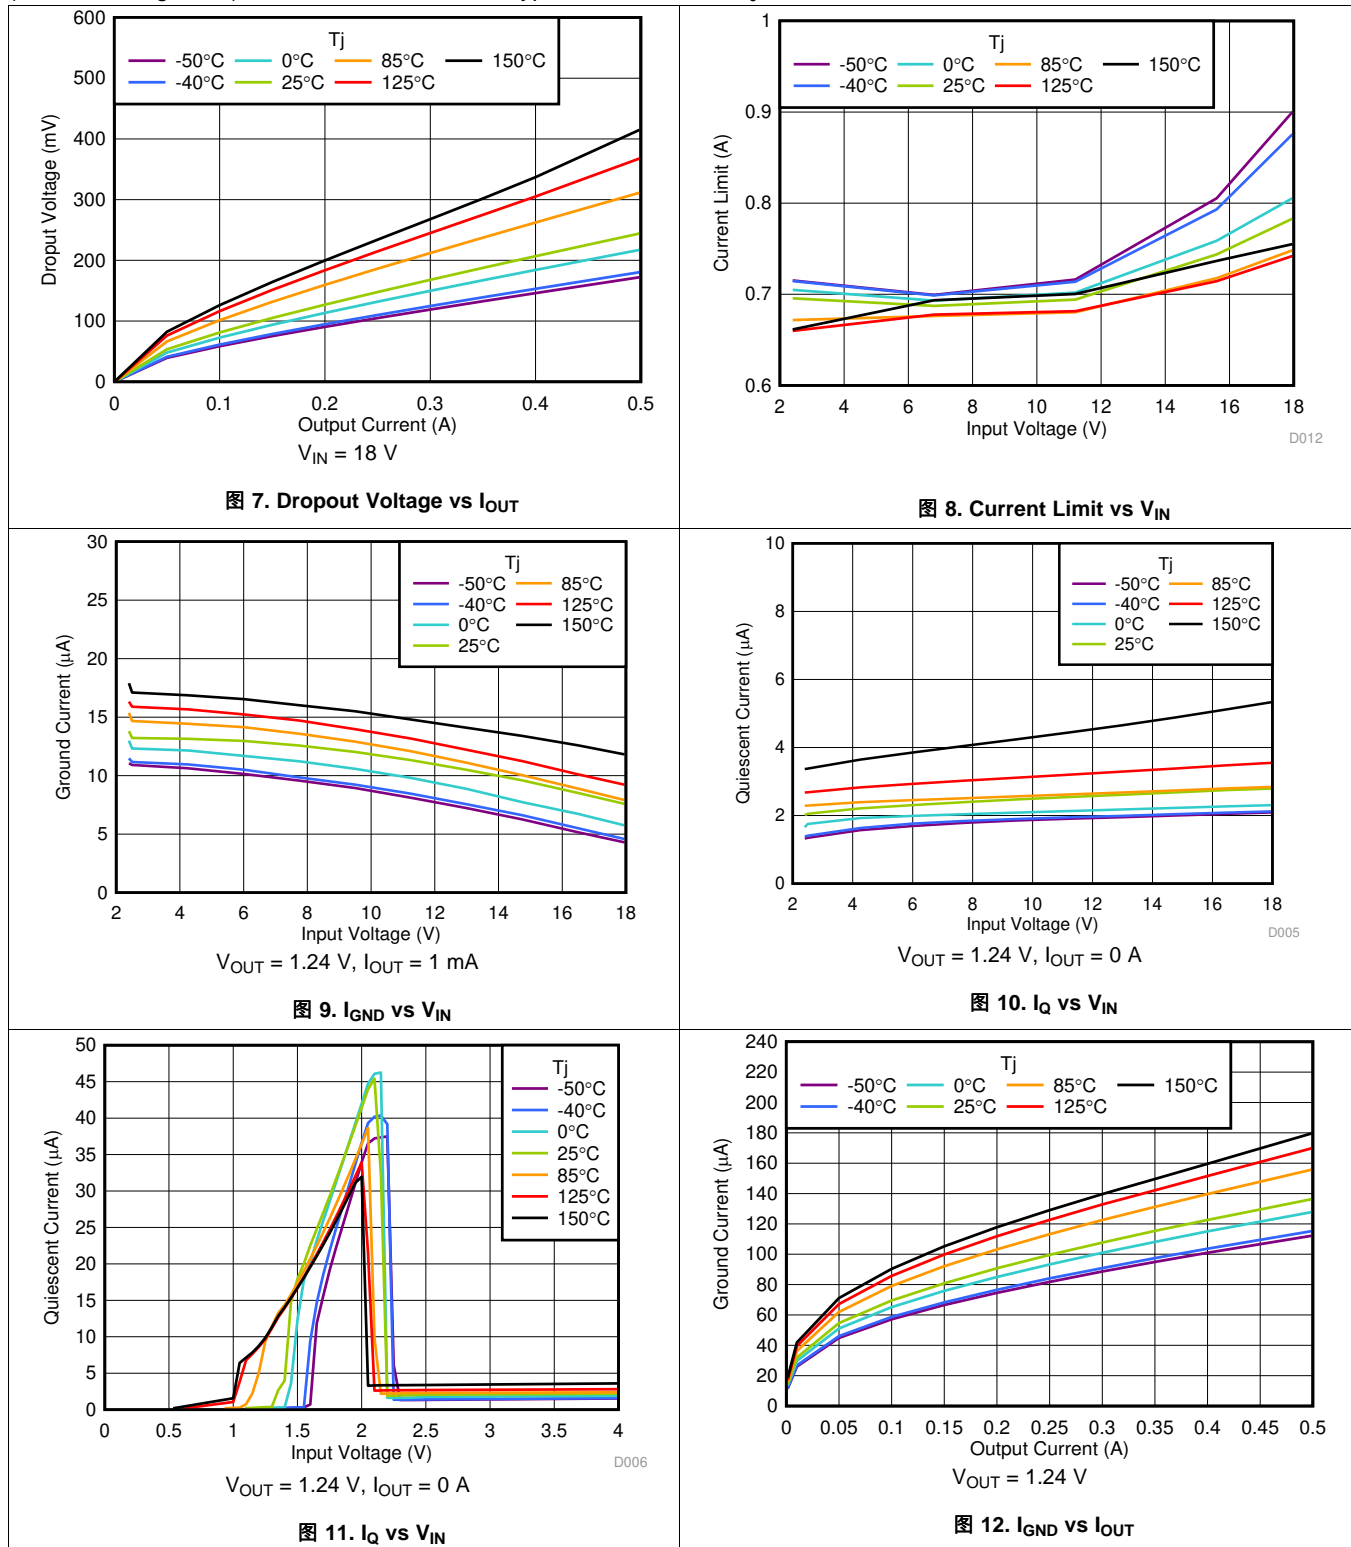 600
500
400
300
200
100
0
Droput Voltage (mV)
Tj
-50°C 0°C 85°C 150°C
-40°C 25°C 125°C
0 0.1 0.2 0.3 0.4 0.5
Output Current (A)
VIN = 18 V
图 7. Dropout Voltage vs IOUT
1
0.9
0.8
0.7
0.6
Current Limit (A)
Tj
-50°C 0°C 85°C 150°C
-40°C 25°C 125°C
2 4 6 8 10 12 14 16 18
Input Voltage (V)
D012
图 8. Current Limit vs VIN
30
25
20
15
10
5
0
Ground Current (µA)
Tj
-50°C 85°C
-40°C 125°C
0°C 150°C
25°C
2 4 6 8 10 12 14 16 18
Input Voltage (V)
VOUT = 1.24 V, IOUT = 1 mA
图 9. IGND vs VIN
10
8
6
4
2
0
Quiescent Current (µA)
Tj
-50°C 85°C
-40°C 125°C
0°C 150°C
25°C
2 4 6 8 10 12 14 16 18
Input Voltage (V)
D005
VOUT = 1.24 V, IOUT = 0 A
图 10. IQ vs VIN
50
45
40
35
30
25
20
15
10
5
0
Quiescent Current (µA)
Tj
-50°C
-40°C
0°C
25°C
85°C
125°C
150°C
0 0.5 1 1.5 2 2.5 3 3.5 4
Input Voltage (V)
D006
VOUT = 1.24 V, IOUT = 0 A
图 11. IQ vs VIN
240
220
200
180
160
140
120
100
80
60
40
20
0
Ground Current (µA)
Tj
-50°C 0°C 85°C 150°C
-40°C 25°C 125°C
0 0.05 0.1 0.15 0.2 0.25 0.3 0.35 0.4 0.45 0.5
Output Current (A)
VOUT = 1.24 V
图 12. IGND vs IOUT